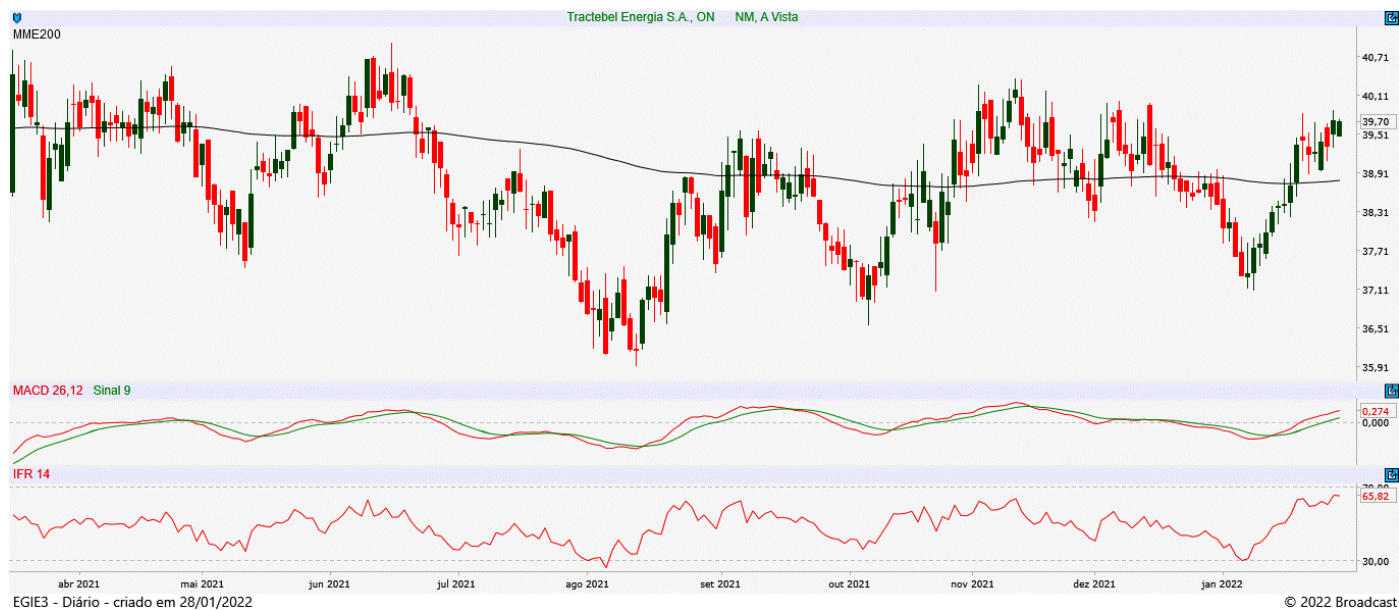 Tractebel Energia S.A., ON NM, A Vista
MME200
40,71
40,11
39,70
39,51
38,91
38,31
37,71
37,11
36,51
35,91
MACD 26,12 Sinal 9
0,274
0,000
IFR 14
70,00
65,82
30,00
abr 2021 mai 2021 jun 2021 jul 2021 ago 2021 set 2021 out 2021 nov 2021 dez 2021 jan 2022
EGIE3 - Diário - criado em 28/01/2022 © 2022 Broadcast